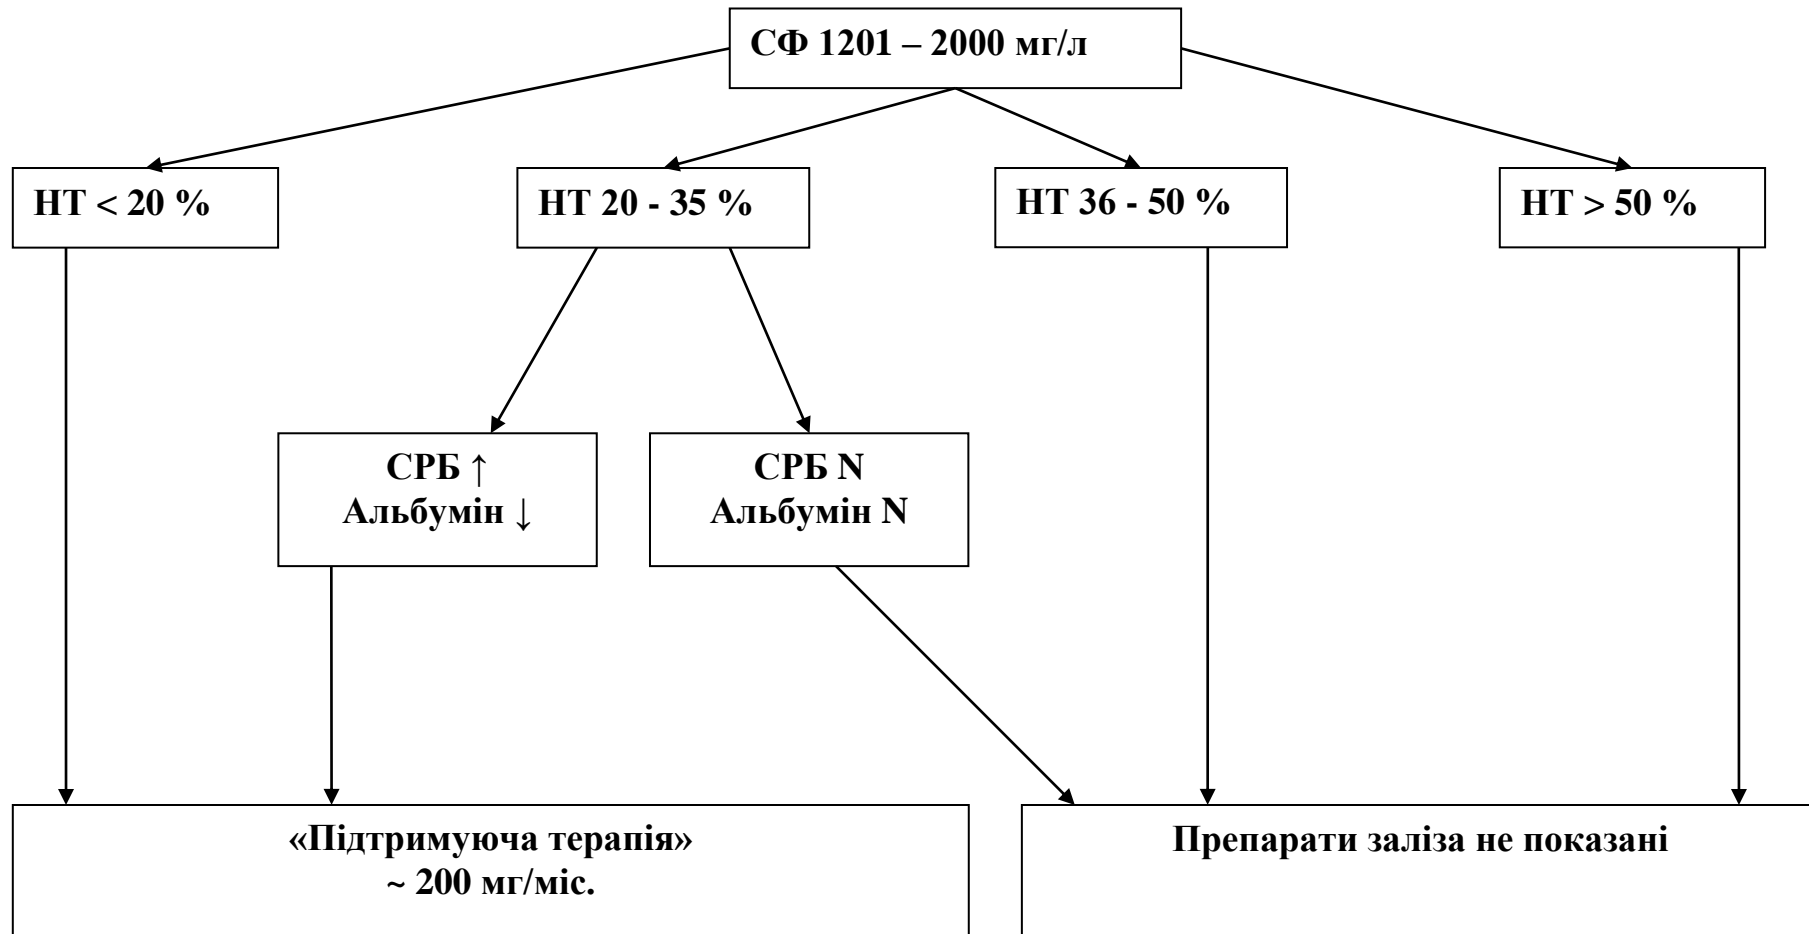 СФ 1201 – 2000 мг/л
НТ < 20 %
НТ 20 - 35 %
НТ 36 - 50 %
НТ > 50 %
СРБ ↑
Альбумін ↓
СРБ N
Альбумін N
«Підтримуюча терапія»
~ 200 мг/міс.
Препарати заліза не показані